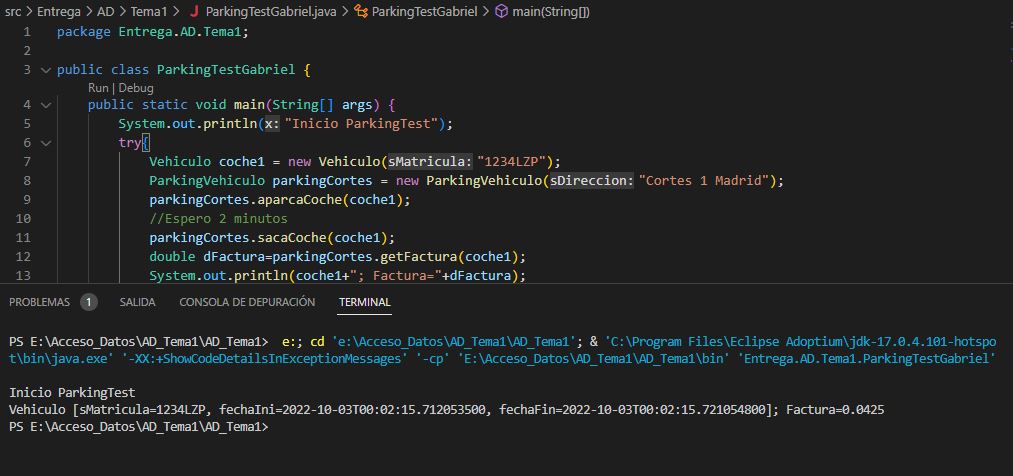 src > Entrega > AD > Tema1 > J ParkingTestGabriel.java > ParkingTestGabriel > main(String[])
1 package Entrega.AD.Tema1;
2
3 public class ParkingTestGabriel {
Run | Debug
4 public static void main(String[] args) {
5 System.out.println(x: "Inicio ParkingTest");
6 try{
7 Vehiculo coche1 = new Vehiculo(sMatricula: "1234LZP");
8 ParkingVehiculo parkingCortes = new ParkingVehiculo(sDireccion: "Cortes 1 Madrid");
9 parkingCortes.aparcaCoche(coche1);
10 //Espero 2 minutos
11 parkingCortes.sacaCoche(coche1);
12 double dFactura=parkingCortes.getFactura(coche1);
13 System.out.println(coche1+"; Factura="+dFactura);
PROBLEMAS 1 SALIDA CONSOLA DE DEPURACIÓN TERMINAL
PS E:\Acceso_Datos\AD_Tema1\AD_Tema1> e:; cd 'e:\Acceso_Datos\AD_Tema1\AD_Tema1'; & 'C:\Program Files\Eclipse Adoptium\jdk-17.0.4.101-hotspo
t\bin\java.exe' '-XX:+ShowCodeDetailsInExceptionMessages' '-cp' 'E:\Acceso_Datos\AD_Tema1\AD_Tema1\bin' 'Entrega.AD.Tema1.ParkingTestGabriel'
Inicio ParkingTest
Vehiculo [sMatricula=1234LZP, fechaIni=2022-10-03T00:02:15.712053500, fechaFin=2022-10-03T00:02:15.721054800]; Factura=0.0425
PS E:\Acceso_Datos\AD_Tema1\AD_Tema1>